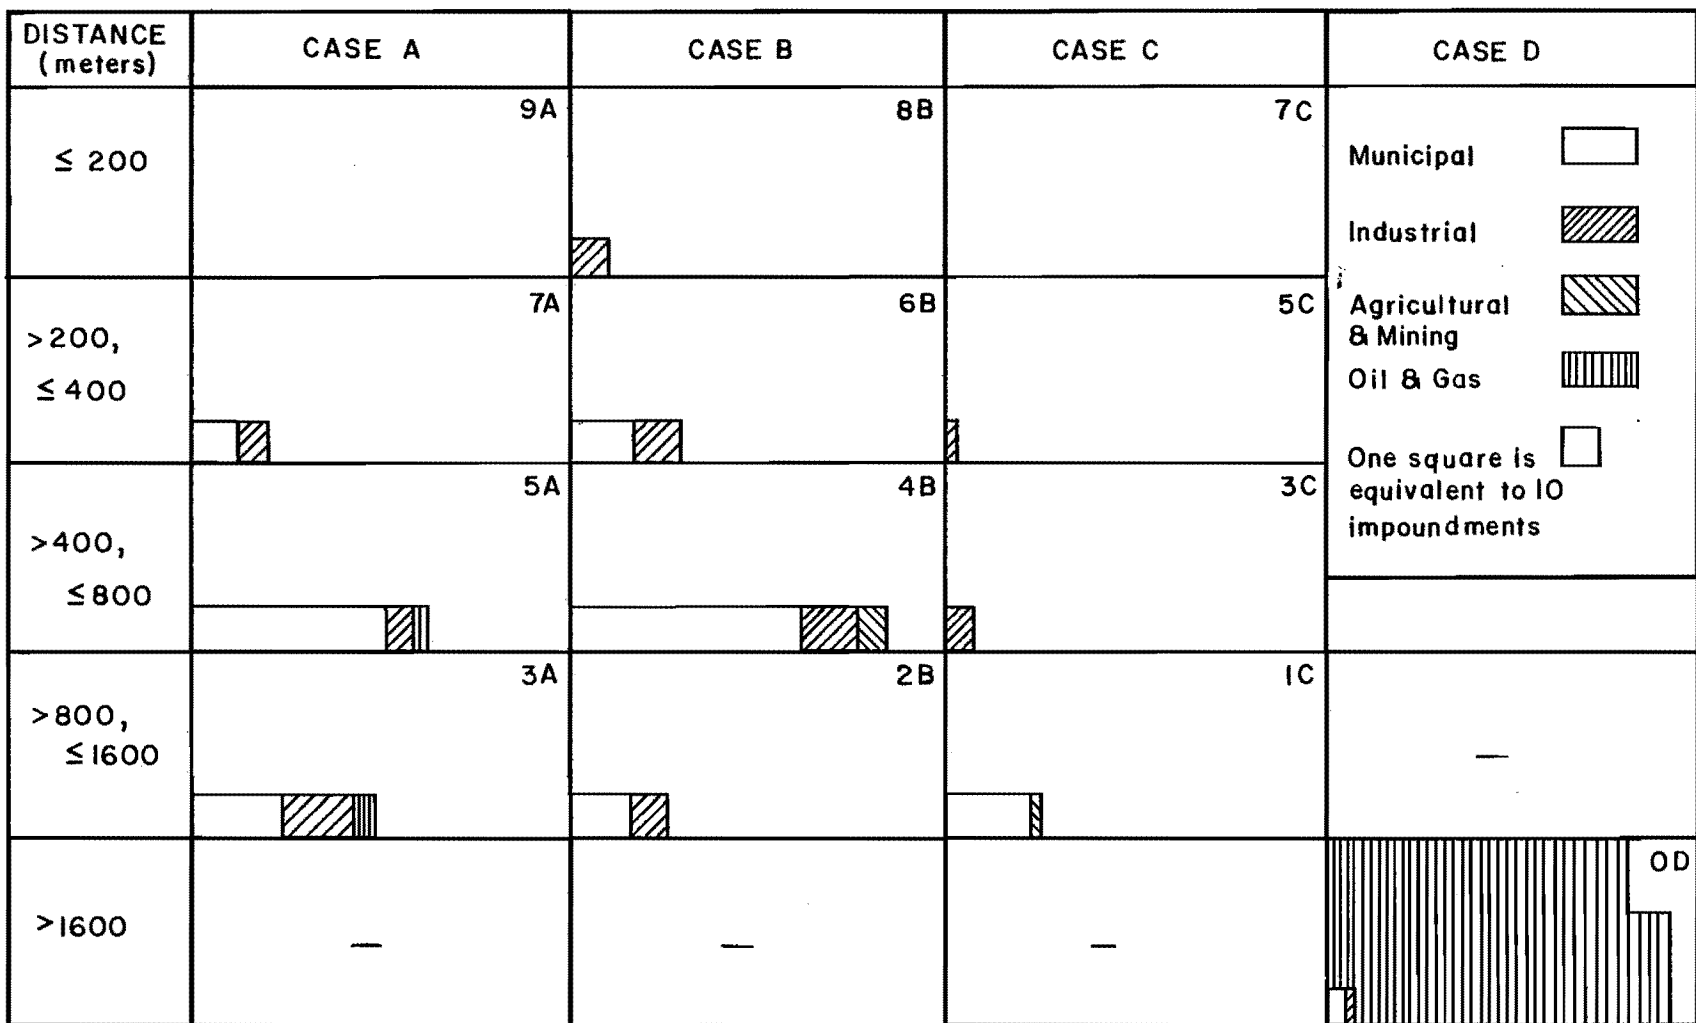 DISTANCE
(meters)
CASE A
CASE B
CASE C
CASE D
≤ 200
9A
8B
7C
Municipal
Industrial
Agricultural
& Mining
Oil & Gas
One square is
equivalent to 10
impoundments
>200,
≤ 400
7A
6B
5C
>400,
≤800
5A
4B
3C
>800,
≤1600
3A
2B
1C
—
>1600
—
—
—
OD